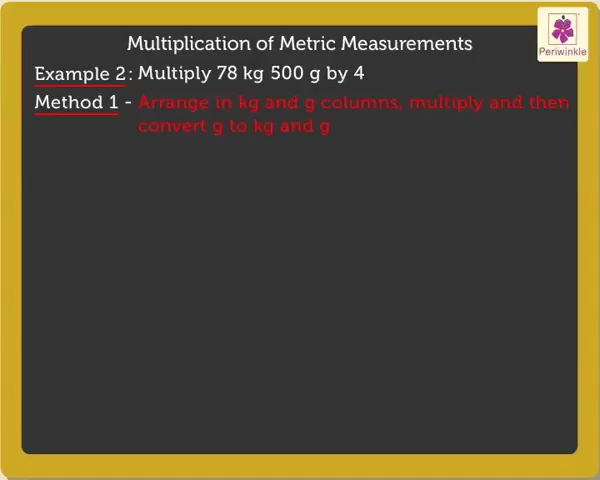 Multiplication of Metric Measurements
Periwinkle
Example 2: Multiply 78 kg 500 g by 4
Method 1 - Arrange in kg and g columns, multiply and then
convert g to kg and g